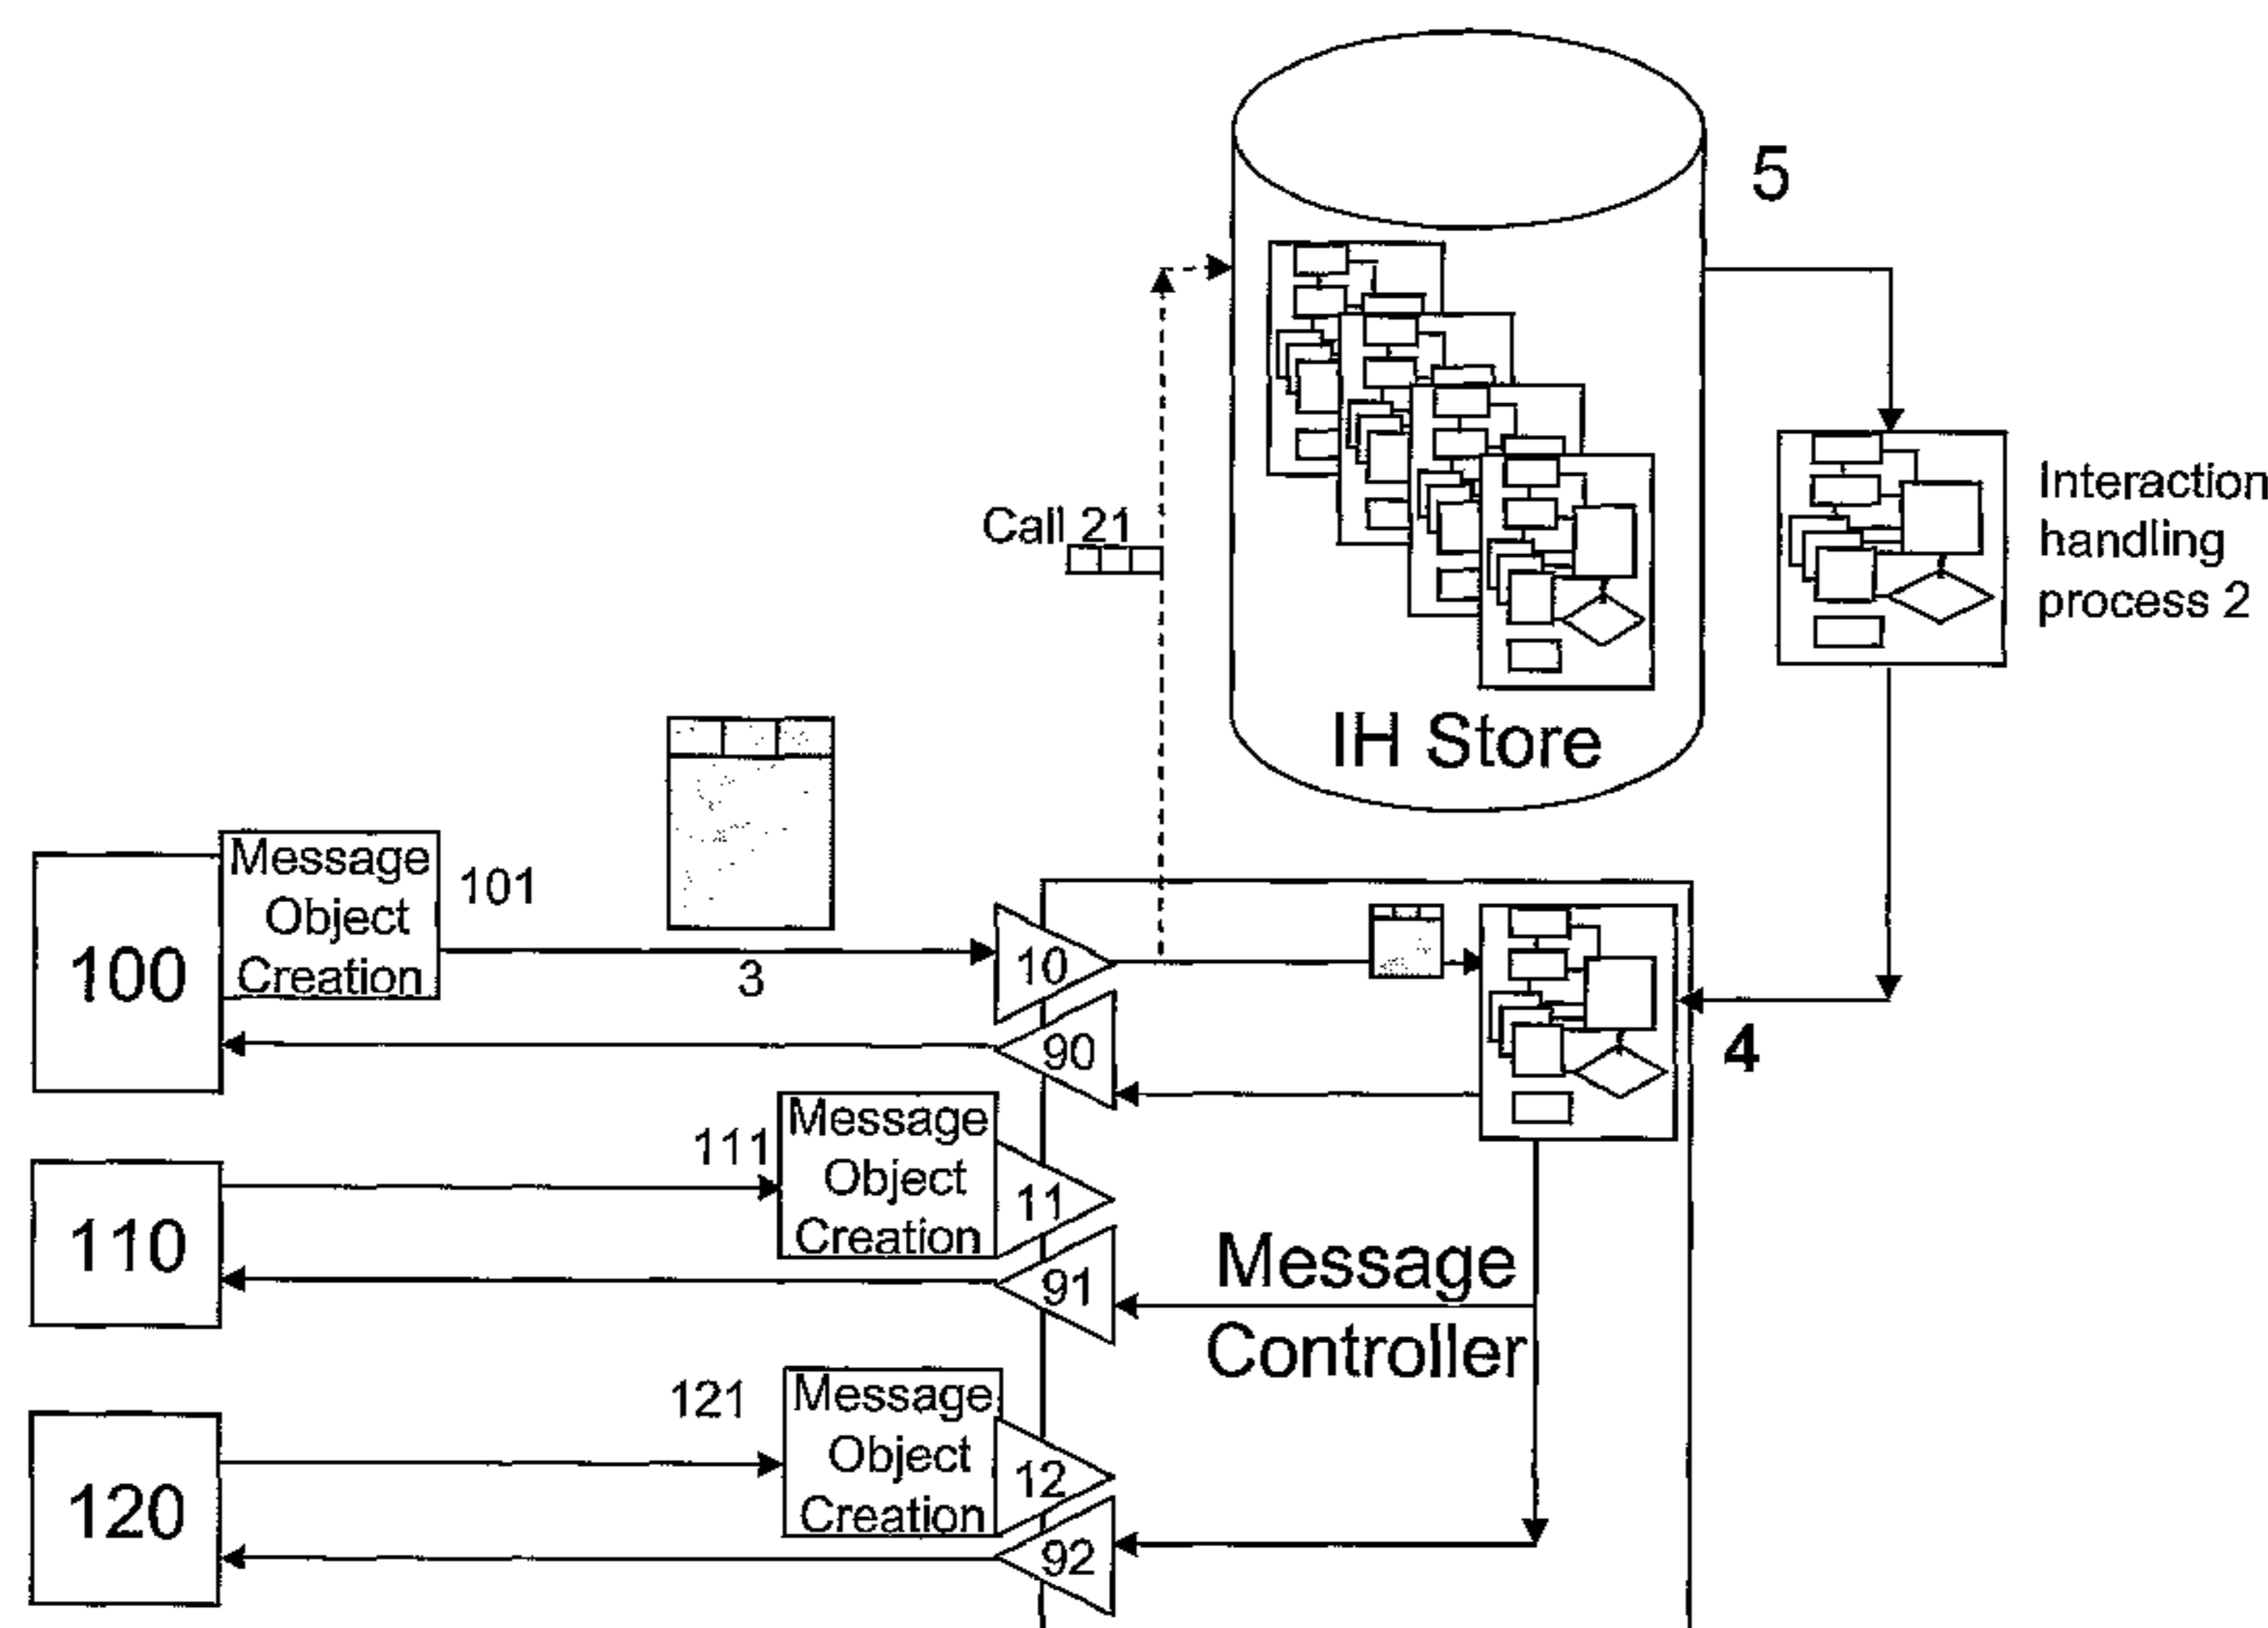 5
Call 21
Interaction
handling
process 2
IH Store
100
Message
Object
Creation
101
3
10
90
4
110
111
Message
Object
Creation
11
91
Message
Controller
120
121
Message
Object
Creation
12
92